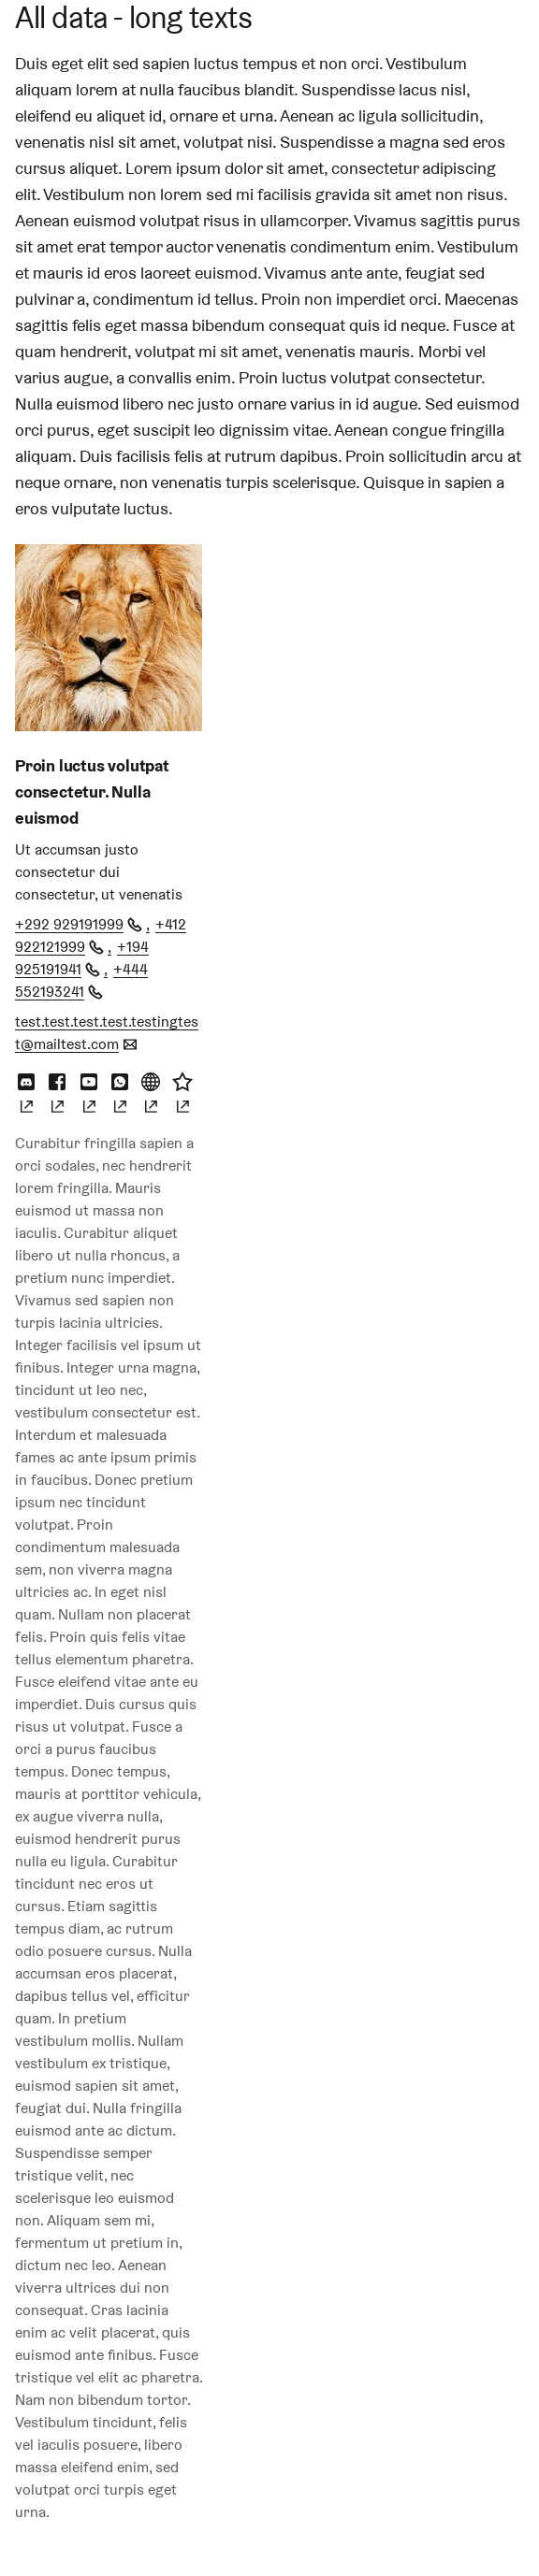 All data - long texts
Duis eget elit sed sapien luctus tempus et non orci. Vestibulum
aliquam lorem at nulla faucibus blandit. Suspendisse lacus nisl,
eleifend eu aliquet id, ornare et urna. Aenean ac ligula sollicitudin,
venenatis nisl sit amet, volutpat nisi. Suspendisse a magna sed eros
cursus aliquet. Lorem ipsum dolor sit amet, consectetur adipiscing
elit. Vestibulum non lorem sed mi facilisis gravida sit amet non risus.
Aenean euismod volutpat risus in ullamcorper. Vivamus sagittis purus
sit amet erat tempor auctor venenatis condimentum enim. Vestibulum
et mauris id eros laoreet euismod. Vivamus ante ante, feugiat sed
pulvinar a, condimentum id tellus. Proin non imperdiet orci. Maecenas
sagittis felis eget massa bibendum consequat quis id neque. Fusce at
quam hendrerit, volutpat mi sit amet, venenatis mauris. Morbi vel
varius augue, a convallis enim. Proin luctus volutpat consectetur.
Nulla euismod libero nec justo ornare varius in id augue. Sed euismod
orci purus, eget suscipit leo dignissim vitae. Aenean congue fringilla
aliquam. Duis facilisis felis at rutrum dapibus. Proin sollicitudin arcu at
neque ornare, non venenatis turpis scelerisque. Quisque in sapien a
eros vulputate luctus.
Proin luctus volutpat
consectetur. Nulla
euismod
Ut accumsan justo
consectetur dui
consectetur, ut venenatis
+292 929191999 , +412
922121999 , +194
925191941 , +444
552193241
test.test.test.test.testingtes
t@mailtest.com
Curabitur fringilla sapien a
orci sodales, nec hendrerit
lorem fringilla. Mauris
euismod ut massa non
iaculis. Curabitur aliquet
libero ut nulla rhoncus, a
pretium nunc imperdiet.
Vivamus sed sapien non
turpis lacinia ultricies.
Integer facilisis vel ipsum ut
finibus. Integer urna magna,
tincidunt ut leo nec,
vestibulum consectetur est.
Interdum et malesuada
fames ac ante ipsum primis
in faucibus. Donec pretium
ipsum nec tincidunt
volutpat. Proin
condimentum malesuada
sem, non viverra magna
ultricies ac. In eget nisl
quam. Nullam non placerat
felis. Proin quis felis vitae
tellus elementum pharetra.
Fusce eleifend vitae ante eu
imperdiet. Duis cursus quis
risus ut volutpat. Fusce a
orci a purus faucibus
tempus. Donec tempus,
mauris at porttitor vehicula,
ex augue viverra nulla,
euismod hendrerit purus
nulla eu ligula. Curabitur
tincidunt nec eros ut
cursus. Etiam sagittis
tempus diam, ac rutrum
odio posuere cursus. Nulla
accumsan eros placerat,
dapibus tellus vel, efficitur
quam. In pretium
vestibulum mollis. Nullam
vestibulum ex tristique,
euismod sapien sit amet,
feugiat dui. Nulla fringilla
euismod ante ac dictum.
Suspendisse semper
tristique velit, nec
scelerisque leo euismod
non. Aliquam sem mi,
fermentum ut pretium in,
dictum nec leo. Aenean
viverra ultrices dui non
consequat. Cras lacinia
enim ac velit placerat, quis
euismod ante finibus. Fusce
tristique vel elit ac pharetra.
Nam non bibendum tortor.
Vestibulum tincidunt, felis
vel iaculis posuere, libero
massa eleifend enim, sed
volutpat orci turpis eget
urna.